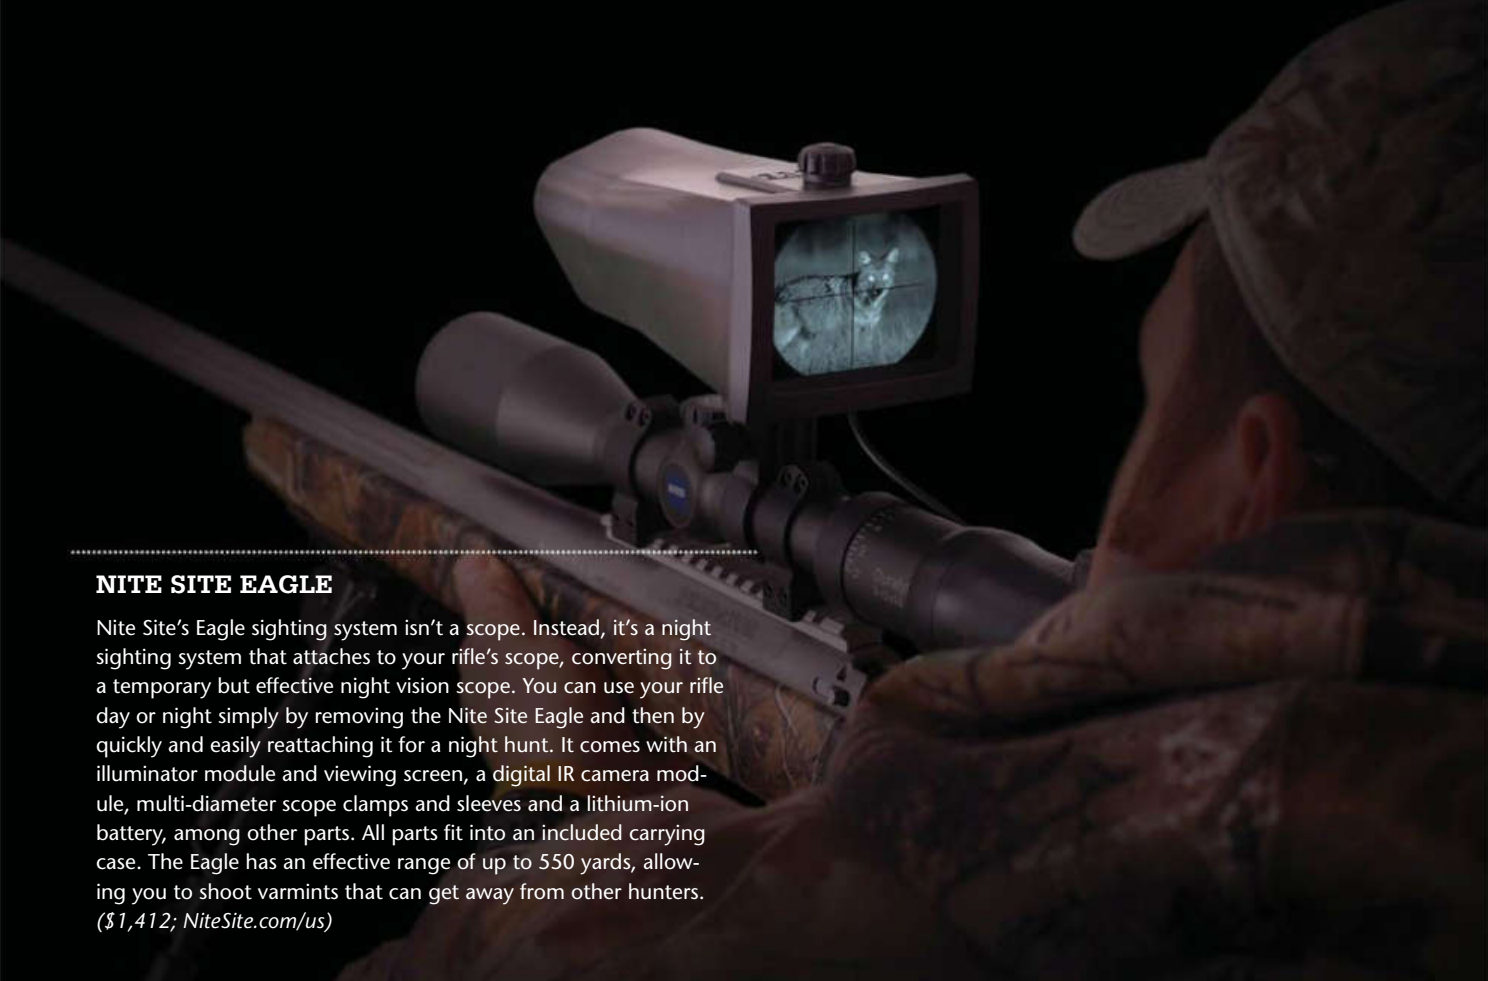 NITE SITE EAGLE
Nite Site’s Eagle sighting system isn’t a scope. Instead, it’s a night
sighting system that attaches to your rifle’s scope, converting it to
a temporary but effective night vision scope. You can use your rifle
day or night simply by removing the Nite Site Eagle and then by
quickly and easily reattaching it for a night hunt. It comes with an
illuminator module and viewing screen, a digital IR camera mod-
ule, multi-diameter scope clamps and sleeves and a lithium-ion
battery, among other parts. All parts fit into an included carrying
case. The Eagle has an effective range of up to 550 yards, allow-
ing you to shoot varmints that can get away from other hunters.
($1,412; NiteSite.com/us)